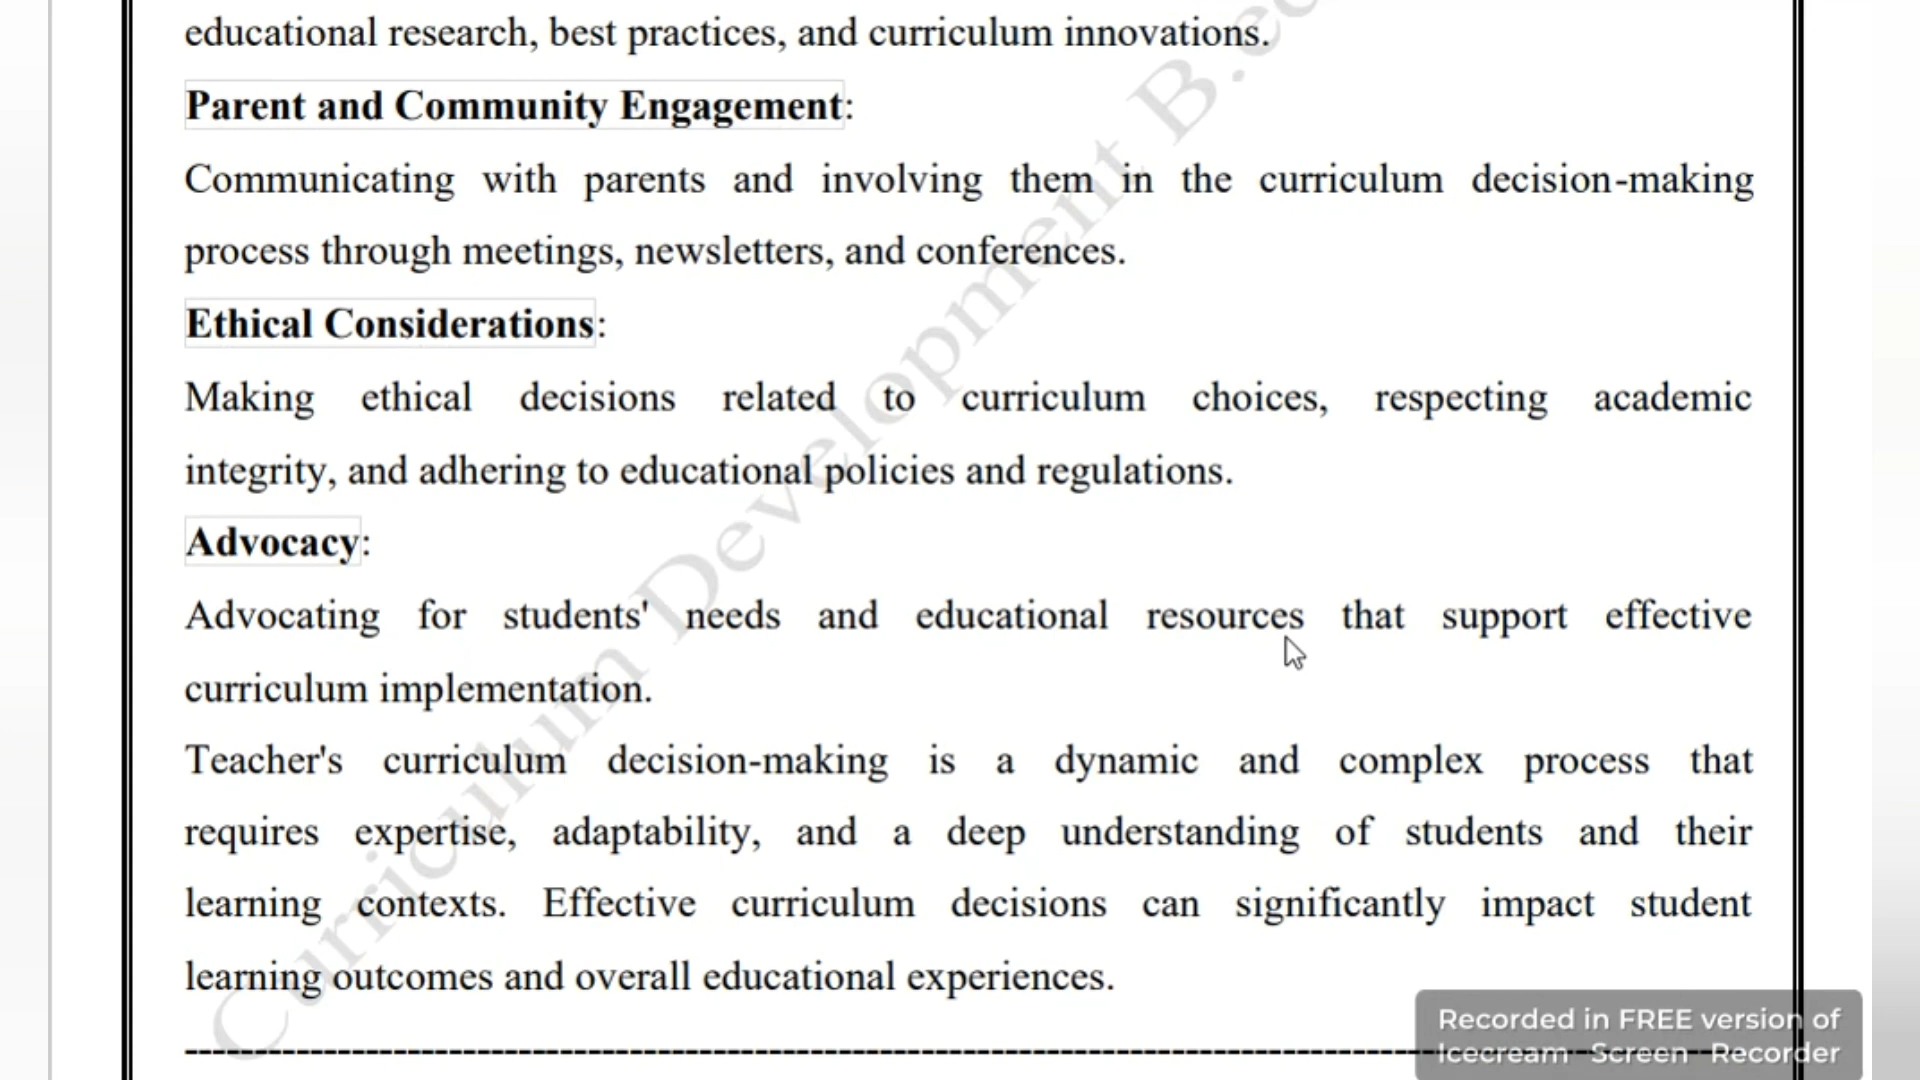 educational research, best practices, and curriculum innovations.
Parent and Community Engagement:
Communicating with parents and involving them in the curriculum decision-making
process through meetings, newsletters, and conferences.
Ethical Considerations:
Making ethical decisions related to curriculum choices, respecting academic
integrity, and adhering to educational policies and regulations.
Advocacy:
Advocating for students' needs and educational resources that support effective
curriculum implementation.
Teacher's curriculum decision-making is a dynamic and complex process that
requires expertise, adaptability, and a deep understanding of students and their
learning contexts. Effective curriculum decisions can significantly impact student
learning outcomes and overall educational experiences.
Curriculum Development
Recorded in FREE version of
Icecream Screen Recorder